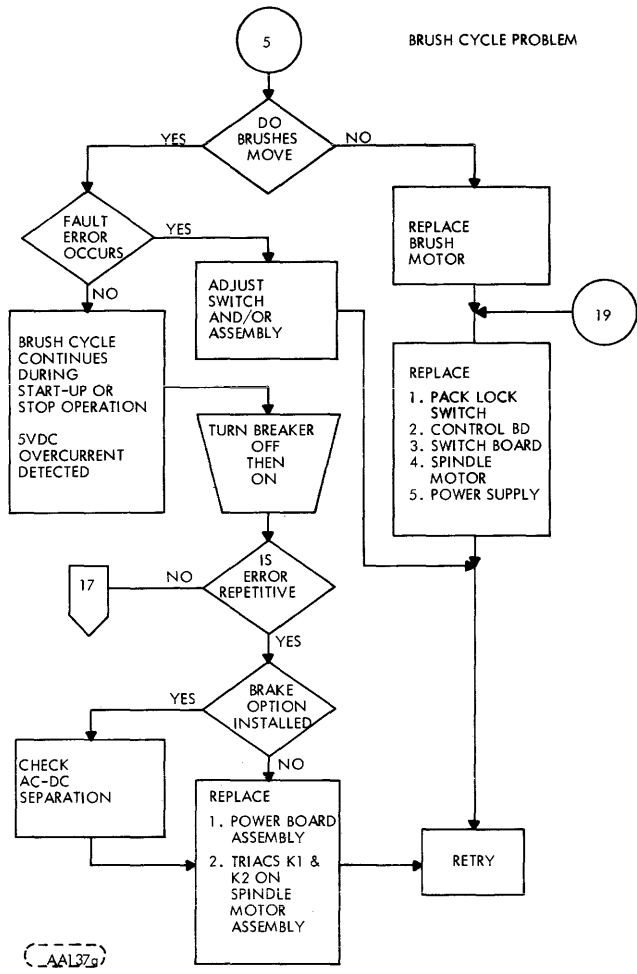 5
BRUSH CYCLE PROBLEM
DO
BRUSHES
MOVE
YES
NO
FAULT
ERROR
OCCURS
YES
NO
REPLACE
BRUSH
MOTOR
ADJUST
SWITCH
AND/OR
ASSEMBLY
19
BRUSH CYCLE
CONTINUES
DURING
START-UP OR
STOP OPERATION
5VDC
OVERCURRENT
DETECTED
REPLACE
1. PACK LOCK
SWITCH
2. CONTROL BD
3. SWITCH BOARD
4. SPINDLE
MOTOR
5. POWER SUPPLY
TURN BREAKER
OFF
THEN
ON
IS
ERROR
REPETITIVE
NO
17
YES
BRAKE
OPTION
INSTALLED
YES
NO
CHECK
AC-DC
SEPARATION
REPLACE
1. POWER BOARD
ASSEMBLY
2. TRIACS K1 &
K2 ON
SPINDLE
MOTOR
ASSEMBLY
RETRY
AA137g